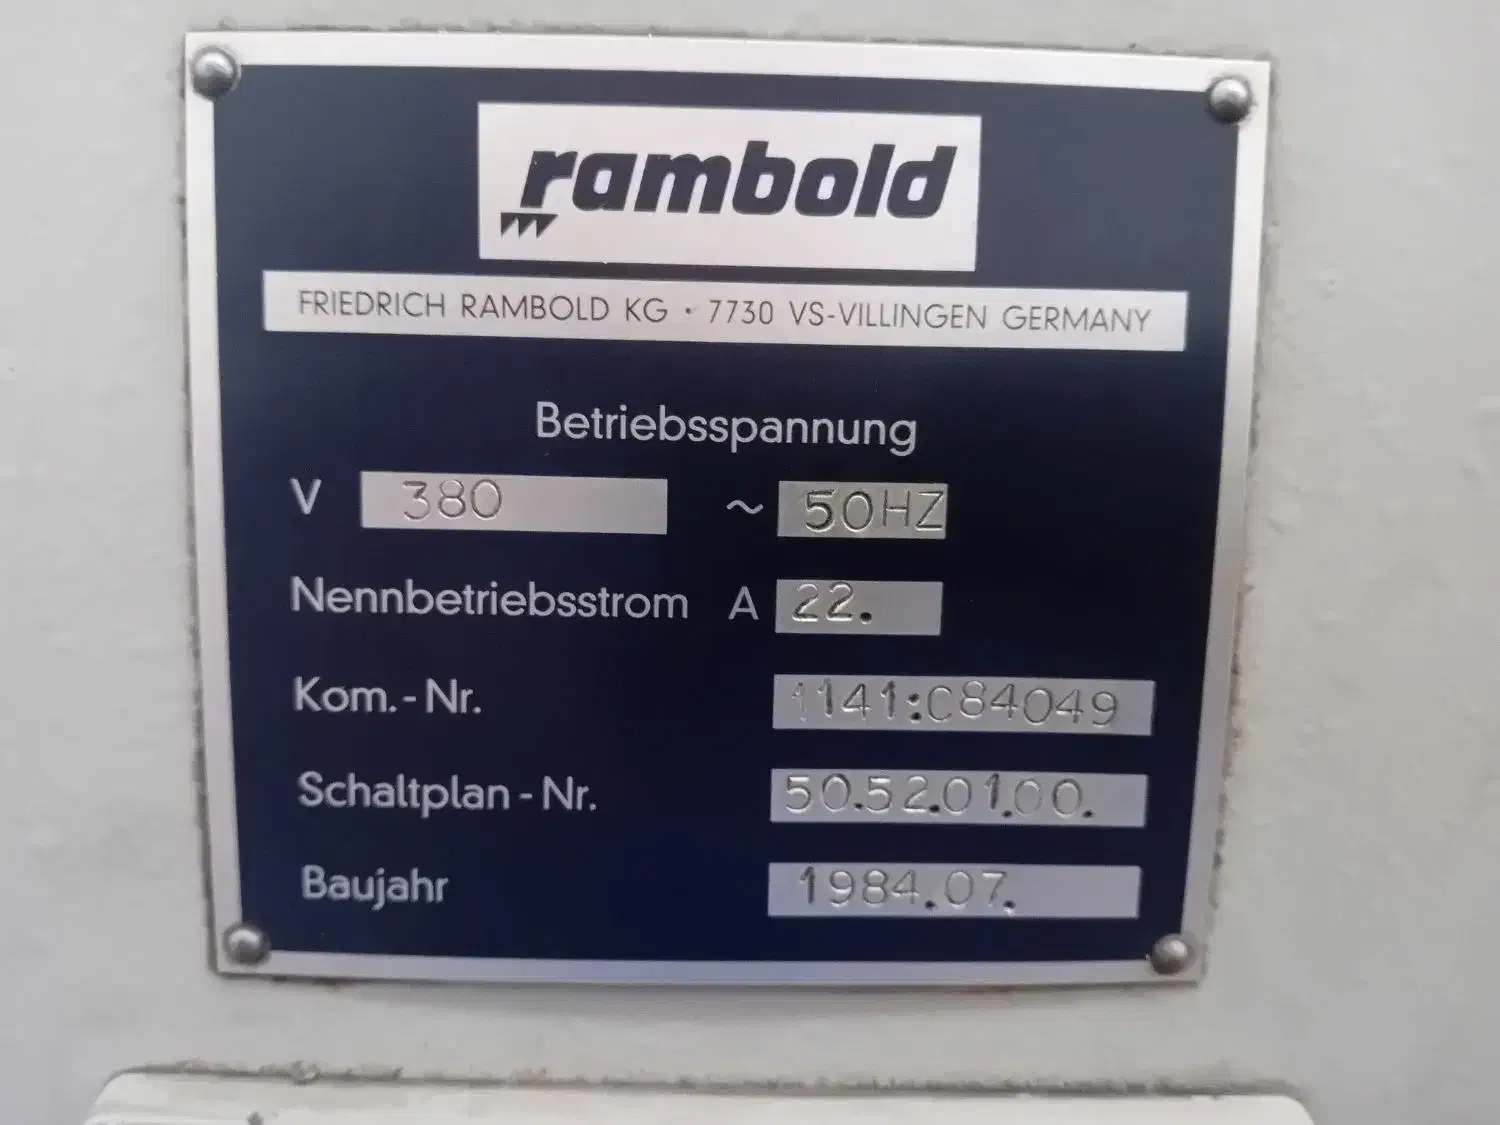 rambold
FRIEDRICH RAMBOLD KG · 7730 VS-VILLINGEN GERMANY
Betriebsspannung
V 380 ~ 50HZ
Nennbetriebsstrom A 22.
Kom.-Nr. 1141:C84049
Schaltplan-Nr. 50.52.01.00.
Baujahr 1984.07.